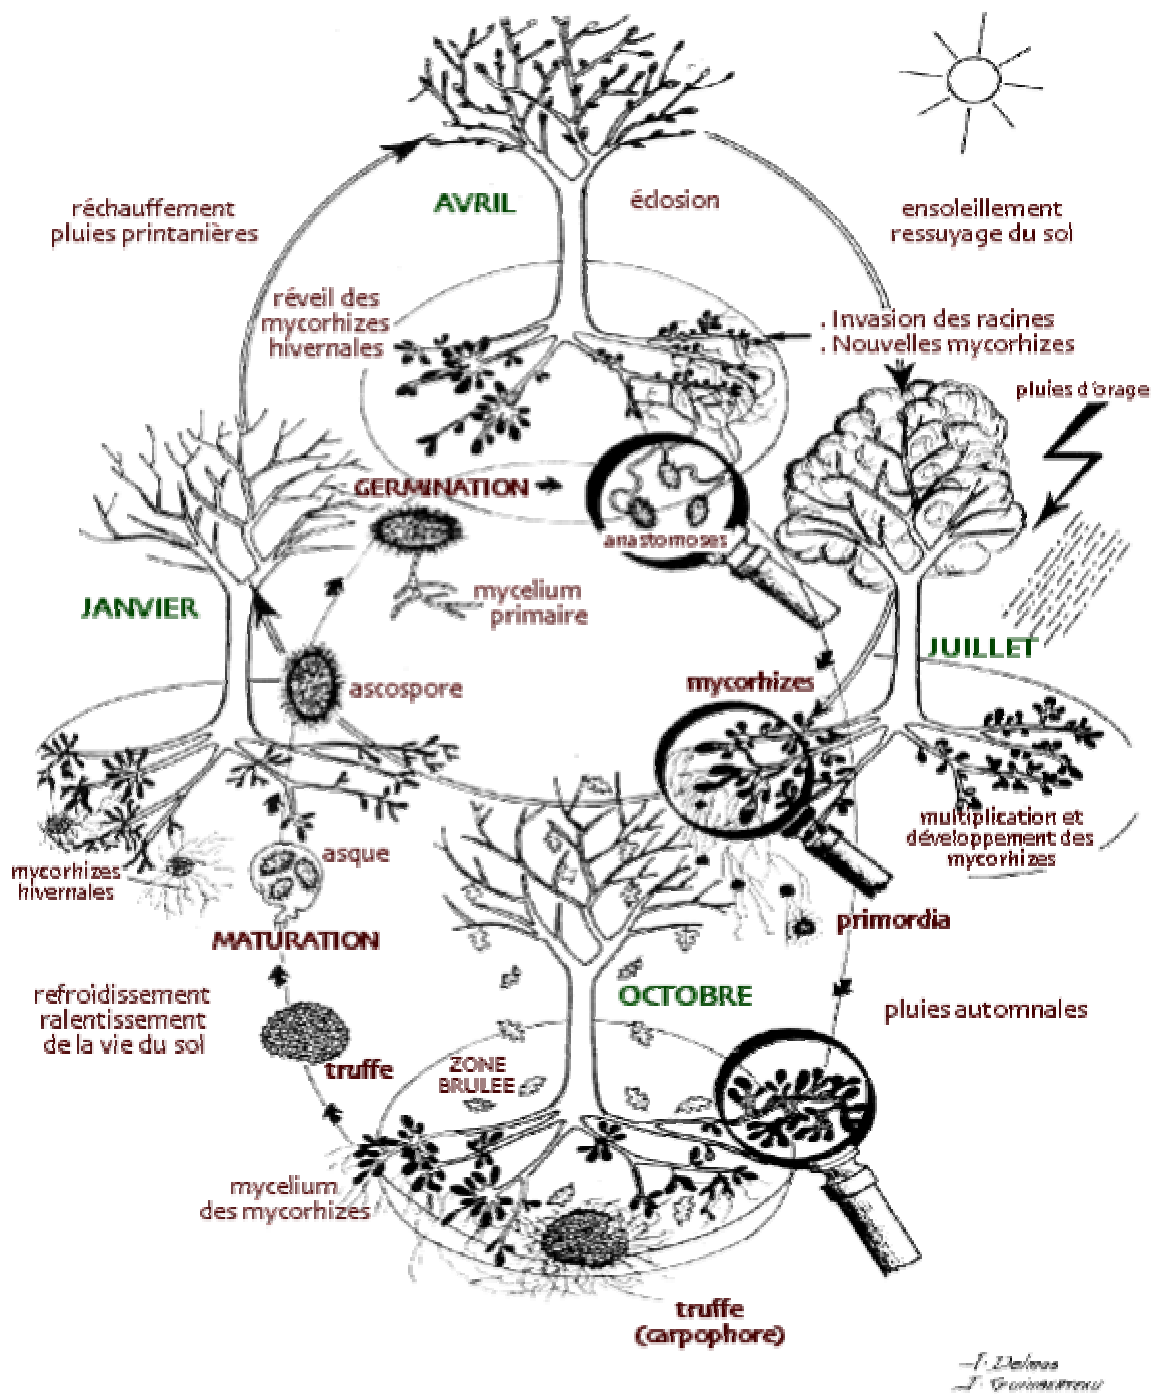 AVRIL
éclosion
réchauffement
pluies printanières
ensoleillement
ressuyage du sol
réveil des
mycorhizes
hivernales
. Invasion des racines
. Nouvelles mycorhizes
pluies d'orage
GERMINATION
anastomoses
mycelium
primaire
JANVIER
JUILLET
ascospore
mycorhizes
multiplication et
développement des
mycorhizes
asque
mycorhizes
hivernales
primordia
MATURATION
OCTOBRE
refroidissement
ralentissement
de la vie du sol
pluies automnales
truffe
ZONE
BRULEE
mycelium
des mycorhizes
truffe
(carpophore)
J. Delmas